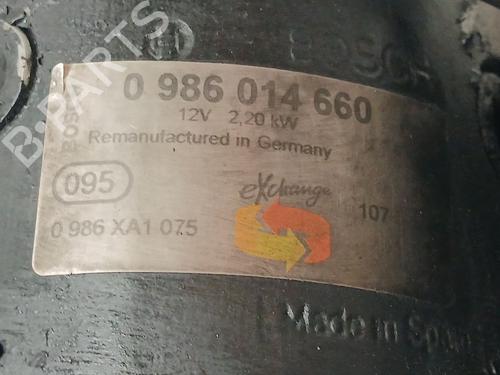 BOSCH
0 986 014 660
12V 2,20 kW
Remanufactured in Germany
095
eXchange
107
0 986 XA1 075
Made in Spain
B-PARTS